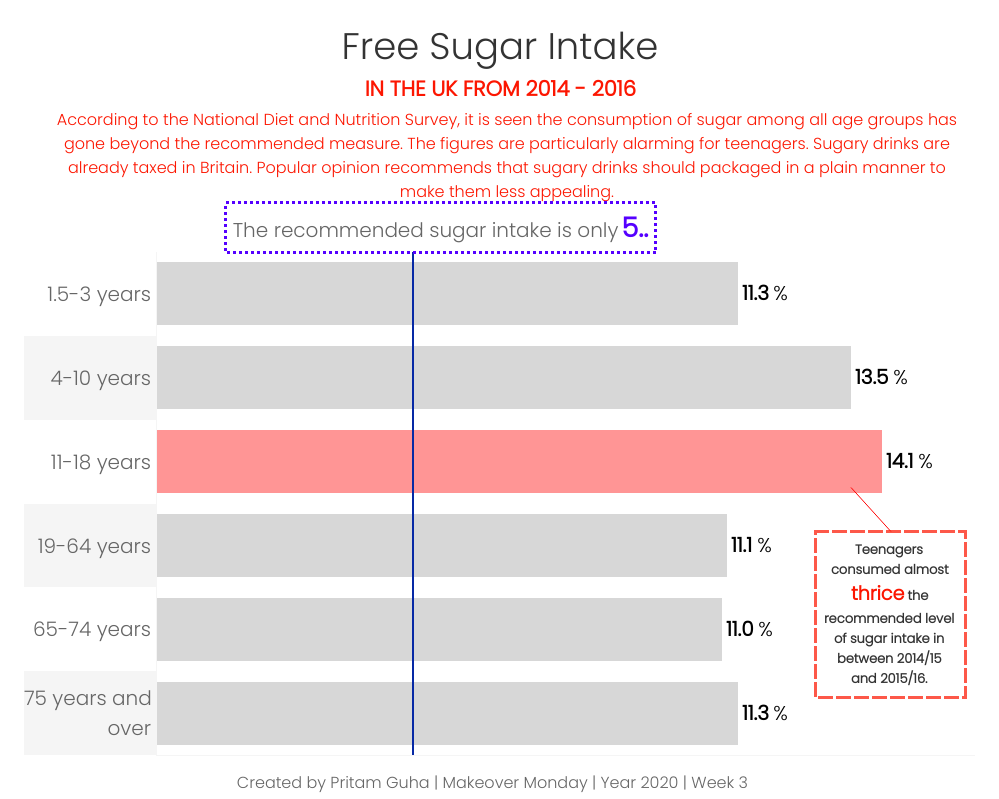 Free Sugar Intake
IN THE UK FROM 2014 - 2016
According to the National Diet and Nutrition Survey, it is seen the consumption of sugar among all age groups has
gone beyond the recommended measure. The figures are particularly alarming for teenagers. Sugary drinks are
already taxed in Britain. Popular opinion recommends that sugary drinks should packaged in a plain manner to
make them less appealing.
The recommended sugar intake is only 5..
1.5-3 years 11.3 %
4-10 years 13.5 %
11-18 years 14.1 %
19-64 years 11.1 %
65-74 years 11.0 %
75 years and
over 11.3 %
Teenagers
consumed almost
thrice the
recommended level
of sugar intake in
between 2014/15
and 2015/16.
Created by Pritam Guha | Makeover Monday | Year 2020 | Week 3